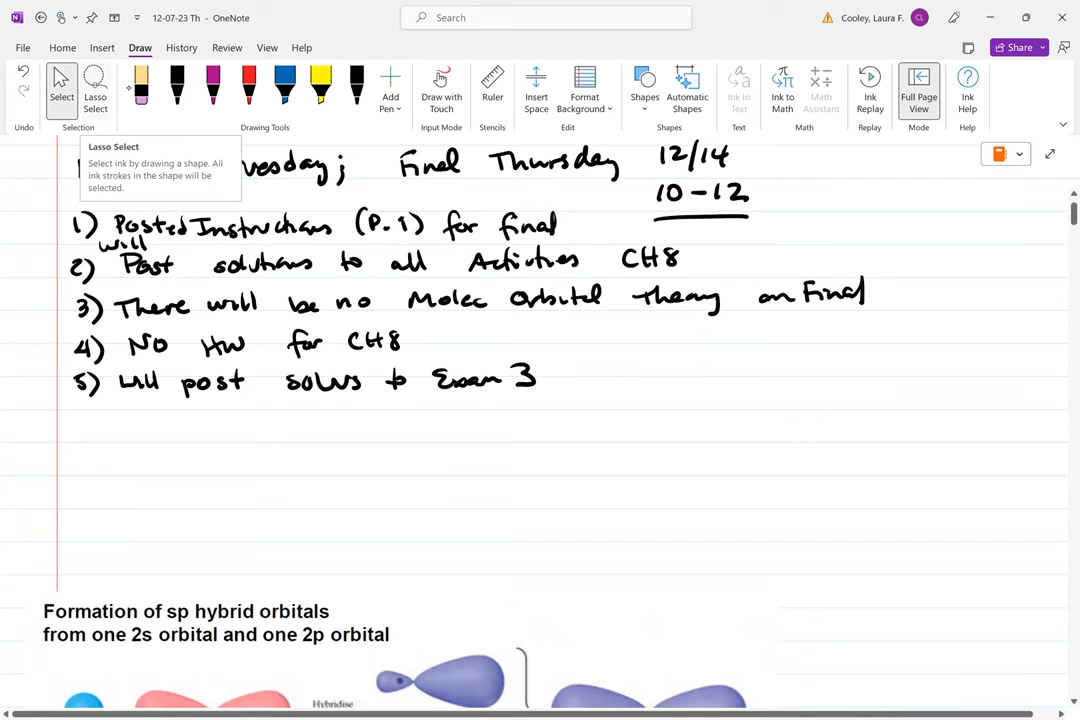 12-07-23 Th - OneNote
Search
Cooley, Laura F.
CL
File Home Insert Draw History Review View Help
Share
Select
Lasso Select
Add Pen
Draw with Touch
Ruler
Insert Space
Format Background
Shapes
Automatic Shapes
Ink to Text
Ink to Math
Math Assistant
Ink Replay
Full Page View
Ink Help
Undo Selection Drawing Tools Input Mode Stencils Edit Shapes Text Math Replay Mode Help
Lasso Select
Select ink by drawing a shape. All
ink strokes in the shape will be
selected.
uesday; Final Thursday 12/14
10-12
1) Posted Instructions (P. 1) for final
will
2) Post solutions to all Activities CH8
3) There will be no Molec Orbital Theory on Final
4) No HW for CH8
5) will post solns to Exam 3
Formation of sp hybrid orbitals
from one 2s orbital and one 2p orbital
Hybridise